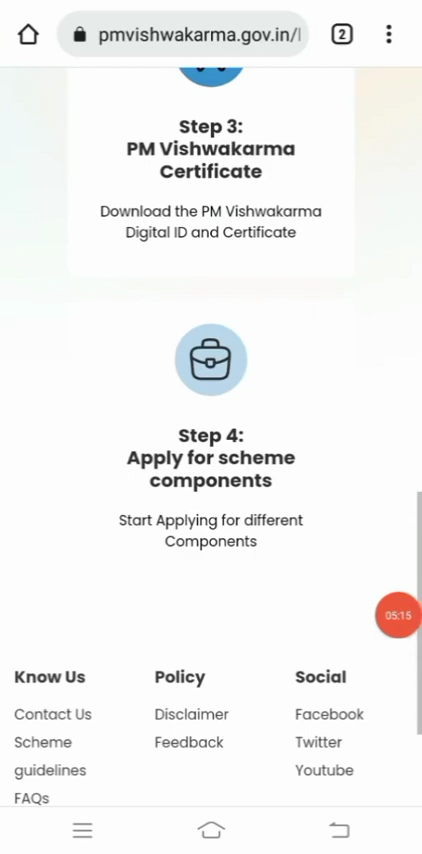 pmvishwakarma.gov.in/
2
Step 3:
PM Vishwakarma
Certificate
Download the PM Vishwakarma
Digital ID and Certificate
Step 4:
Apply for scheme
components
Start Applying for different
Components
05:15
Know Us
Contact Us
Scheme
guidelines
FAQs
Policy
Disclaimer
Feedback
Social
Facebook
Twitter
Youtube